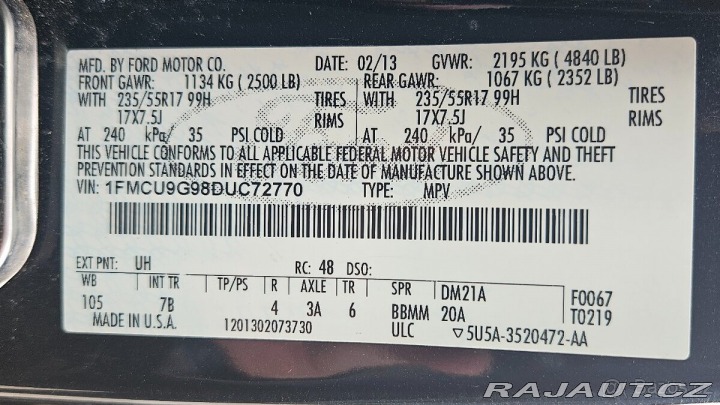 MFD. BY FORD MOTOR CO. DATE: 02/13 GVWR: 2195 KG ( 4840 LB)
FRONT GAWR: 1134 KG ( 2500 LB) REAR GAWR: 1067 KG ( 2352 LB)
WITH 235/55R17 99H TIRES WITH 235/55R17 99H TIRES
17X7.5J RIMS 17X7.5J RIMS
AT 240 kPa/ 35 PSI COLD AT 240 kPa/ 35 PSI COLD
THIS VEHICLE CONFORMS TO ALL APPLICABLE FEDERAL MOTOR VEHICLE SAFETY AND THEFT
PREVENTION STANDARDS IN EFFECT ON THE DATE OF MANUFACTURE SHOWN ABOVE.
VIN: 1FMCU9G98DUC72770 TYPE: MPV
EXT PNT: UH RC: 48 DSO:
WB INT TR TP/PS R AXLE TR SPR DM21A F0067
105 7B 4 3A 6 BBMM 20A T0219
MADE IN U.S.A. 1201302073730 ULC ▽5U5A-3520472-AA
RAJAUT.CZ